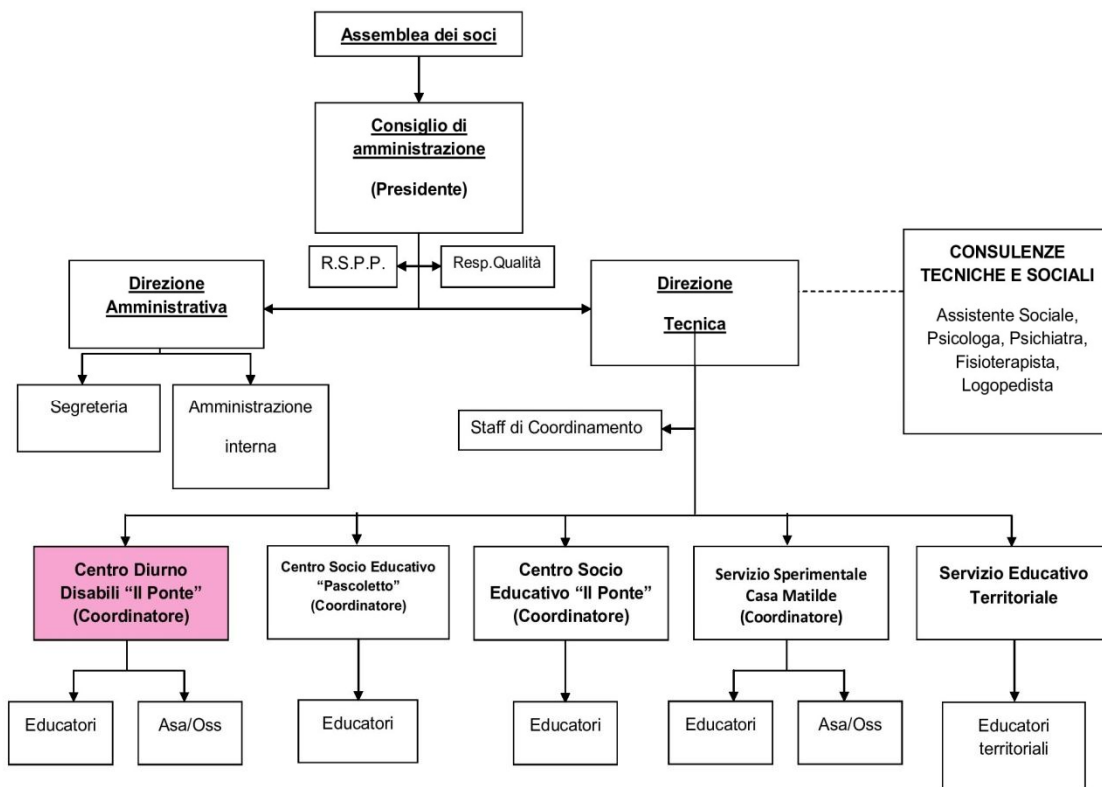 Assemblea dei soci
Consiglio di
amministrazione
(Presidente)
R.S.P.P.
Resp.Qualità
Direzione
Amministrativa
Direzione
Tecnica
CONSULENZE
TECNICHE E SOCIALI
Assistente Sociale,
Psicologa, Psichiatra,
Fisioterapista,
Logopedista
Segreteria
Amministrazione
interna
Staff di Coordinamento
Centro Diurno
Disabili “Il Ponte”
(Coordinatore)
Centro Socio Educativo
“Pascoletto”
(Coordinatore)
Centro Socio
Educativo “Il Ponte”
(Coordinatore)
Servizio Sperimentale
Casa Matilde
(Coordinatore)
Servizio Educativo
Territoriale
Educatori
Asa/Oss
Educatori
Educatori
Educatori
Asa/Oss
Educatori
territoriali